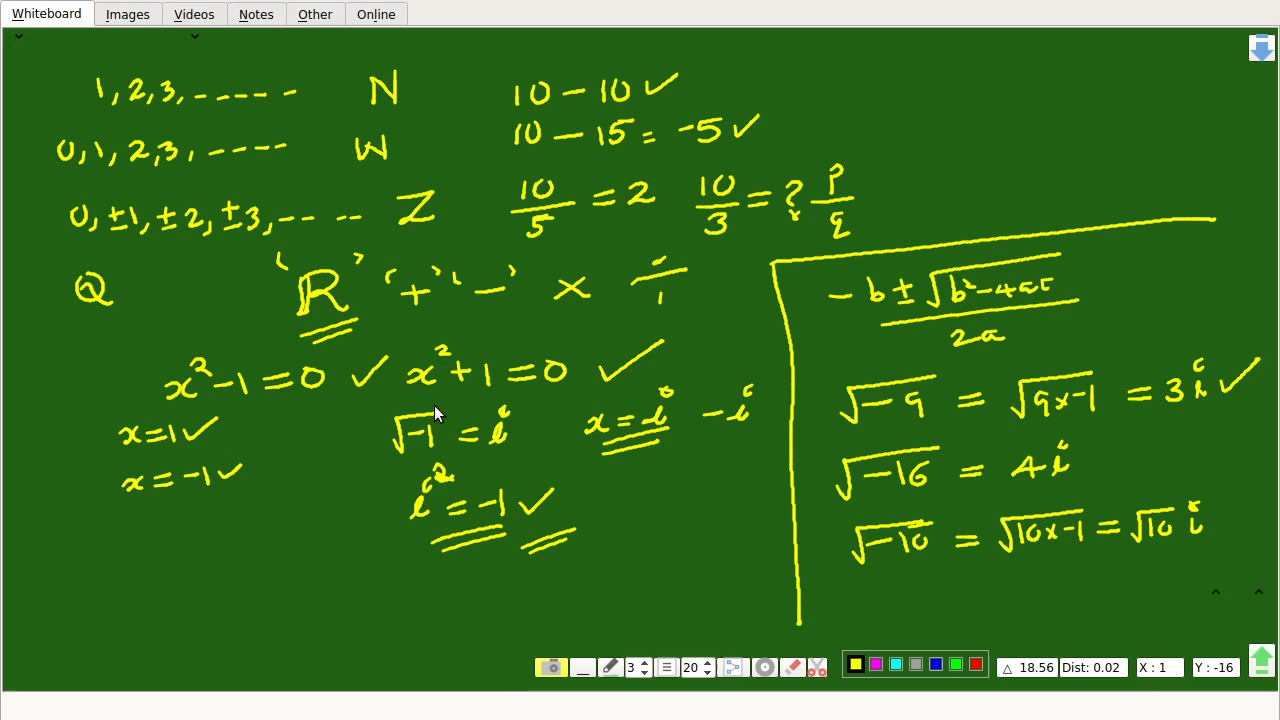 Whiteboard Images Videos Notes Other Online
1, 2, 3, ----- N
10 - 10 ✓
0, 1, 2, 3, ---- W
10 - 15 = -5 ✓
0, ±1, ±2, ±3, -- -- Z
10/5 = 2 10/3 = ? p/q
Q 'R' '+' '-' × ÷
(-b ± √(b²-4ac))/2a
x² - 1 = 0 ✓ x² + 1 = 0 ✓
x = 1 ✓
x = -1 ✓
√-1 = i
x = i -i
i² = -1 ✓
√-9 = √9×-1 = 3i ✓
√-16 = 4i
√-10 = √10×-1 = √10 i
3 20 △ 18.56 Dist: 0.02 X : 1 Y : -16